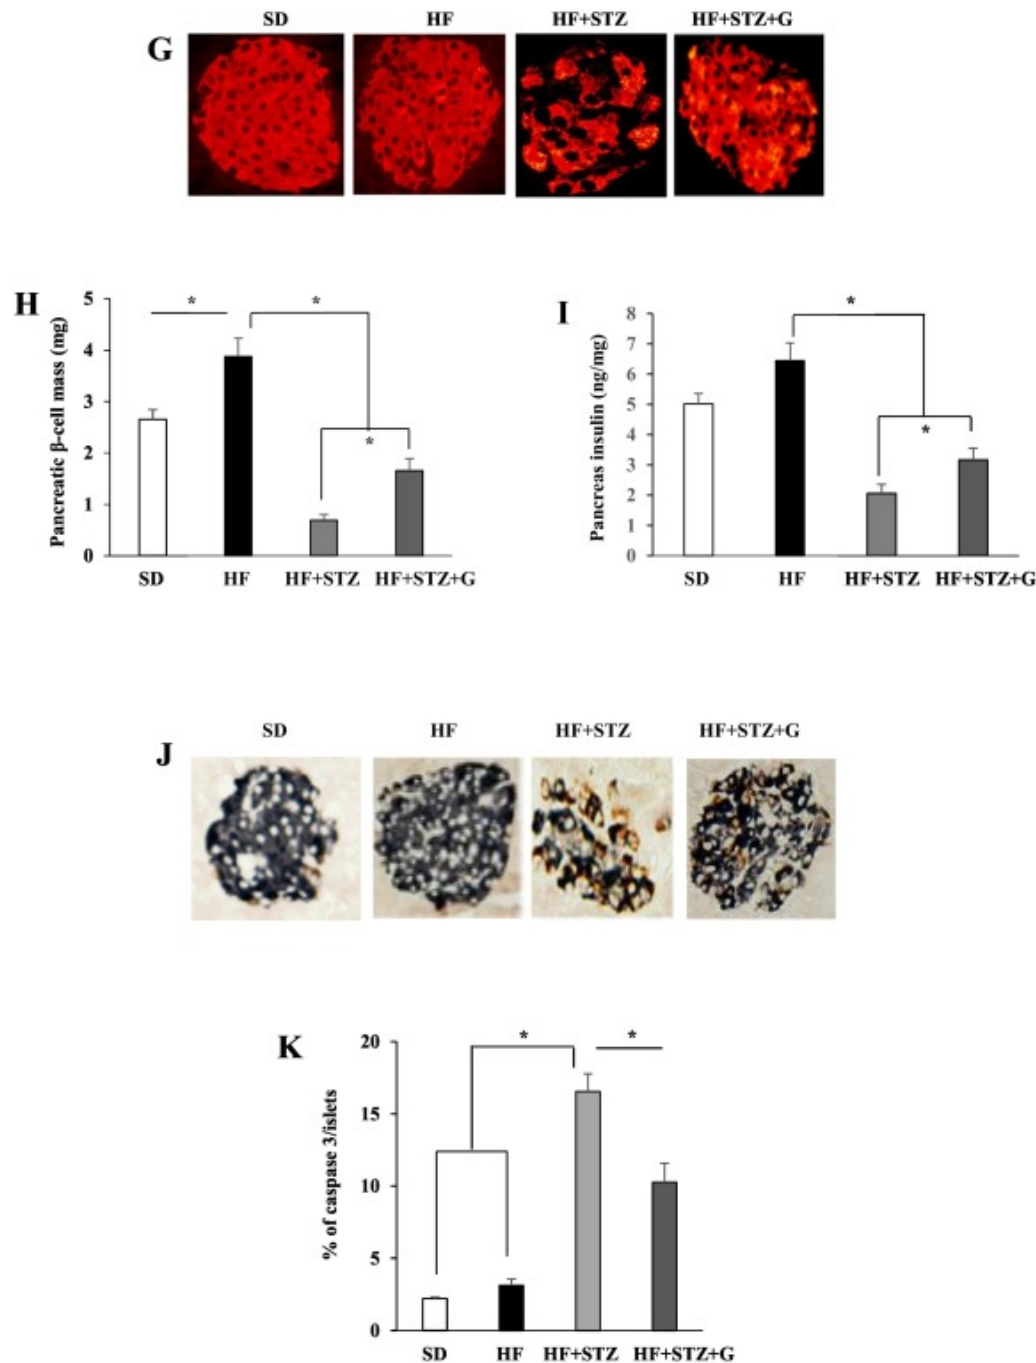 SD HF HF+STZ HF+STZ+G
G
H
Pancreatic β-cell mass (mg)
5
4
3
2
1
0
* * *
SD HF HF+STZ HF+STZ+G
I
Pancreas insulin (ng/mg)
8
7
6
5
4
3
2
1
0
* *
SD HF HF+STZ HF+STZ+G
SD HF HF+STZ HF+STZ+G
J
K
% of caspase 3/islets
20
15
10
5
0
* *
SD HF HF+STZ HF+STZ+G